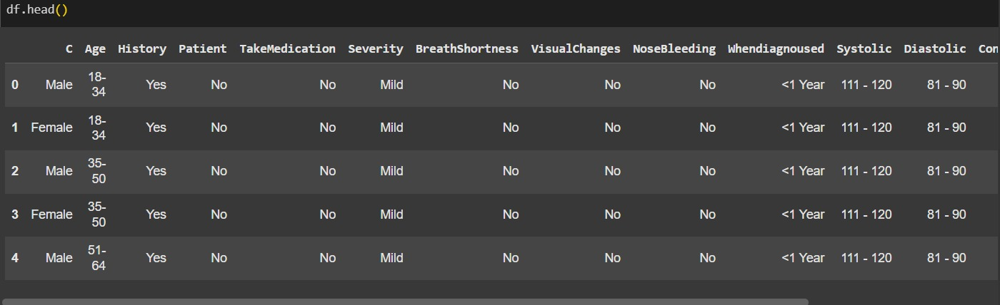 df.head()
C Age History Patient TakeMedication Severity BreathShortness VisualChanges NoseBleeding Whendiagnoused Systolic Diastolic Con
0 Male 18-34 Yes No No Mild No No No <1 Year 111 - 120 81 - 90
1 Female 18-34 Yes No No Mild No No No <1 Year 111 - 120 81 - 90
2 Male 35-50 Yes No No Mild No No No <1 Year 111 - 120 81 - 90
3 Female 35-50 Yes No No Mild No No No <1 Year 111 - 120 81 - 90
4 Male 51-64 Yes No No Mild No No No <1 Year 111 - 120 81 - 90